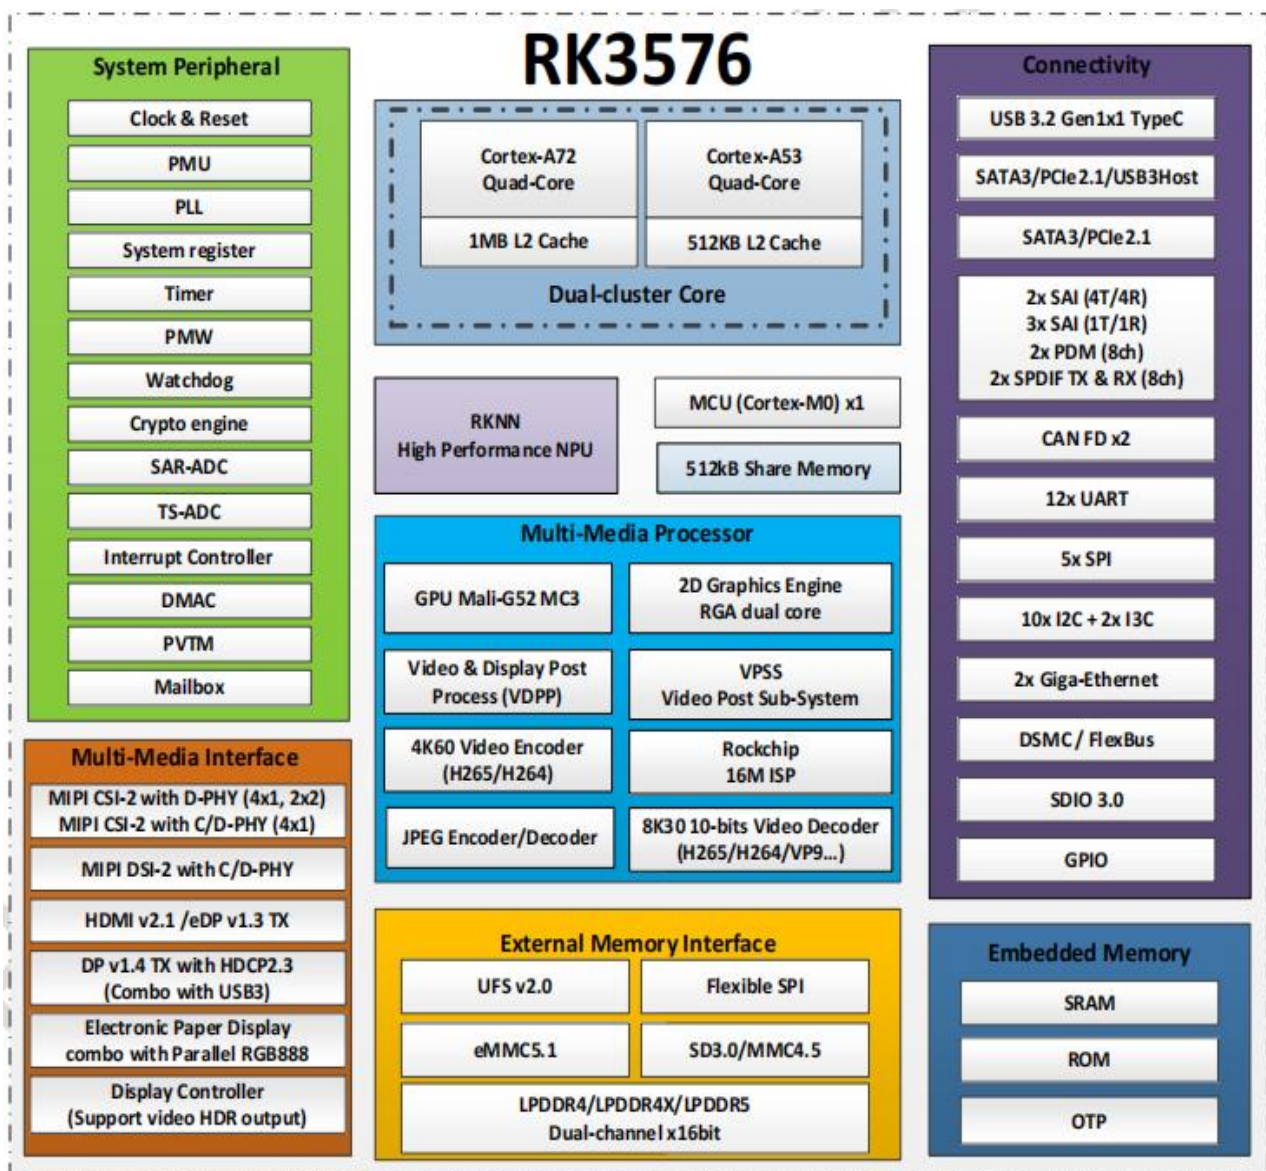 RK3576
System Peripheral
Clock & Reset
PMU
PLL
System register
Timer
PMW
Watchdog
Crypto engine
SAR-ADC
TS-ADC
Interrupt Controller
DMAC
PVTM
Mailbox
Multi-Media Interface
MIPI CSI-2 with D-PHY (4x1, 2x2)
MIPI CSI-2 with C/D-PHY (4x1)
MIPI DSI-2 with C/D-PHY
HDMI v2.1 /eDP v1.3 TX
DP v1.4 TX with HDCP2.3
(Combo with USB3)
Electronic Paper Display
combo with Parallel RGB888
Display Controller
(Support video HDR output)
Cortex-A72
Quad-Core
1MB L2 Cache
Cortex-A53
Quad-Core
512KB L2 Cache
Dual-cluster Core
RKNN
High Performance NPU
MCU (Cortex-M0) x1
512kB Share Memory
Multi-Media Processor
GPU Mali-G52 MC3
2D Graphics Engine
RGA dual core
Video & Display Post
Process (VDPP)
VPSS
Video Post Sub-System
4K60 Video Encoder
(H265/H264)
Rockchip
16M ISP
JPEG Encoder/Decoder
8K30 10-bits Video Decoder
(H265/H264/VP9...)
External Memory Interface
UFS v2.0
Flexible SPI
eMMC5.1
SD3.0/MMC4.5
LPDDR4/LPDDR4X/LPDDR5
Dual-channel x16bit
Connectivity
USB 3.2 Gen1x1 TypeC
SATA3/PCIe2.1/USB3Host
SATA3/PCIe2.1
2x SAI (4T/4R)
3x SAI (1T/1R)
2x PDM (8ch)
2x SPDIF TX & RX (8ch)
CAN FD x2
12x UART
5x SPI
10x I2C + 2x I3C
2x Giga-Ethernet
DSMC / FlexBus
SDIO 3.0
GPIO
Embedded Memory
SRAM
ROM
OTP